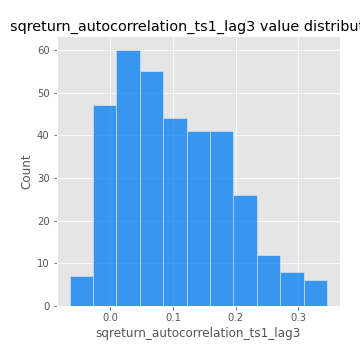 sqreturn_autocorrelation_ts1_lag3 value distribut
60
50
40
30
20
10
0
Count
0.0 0.1 0.2 0.3
sqreturn_autocorrelation_ts1_lag3